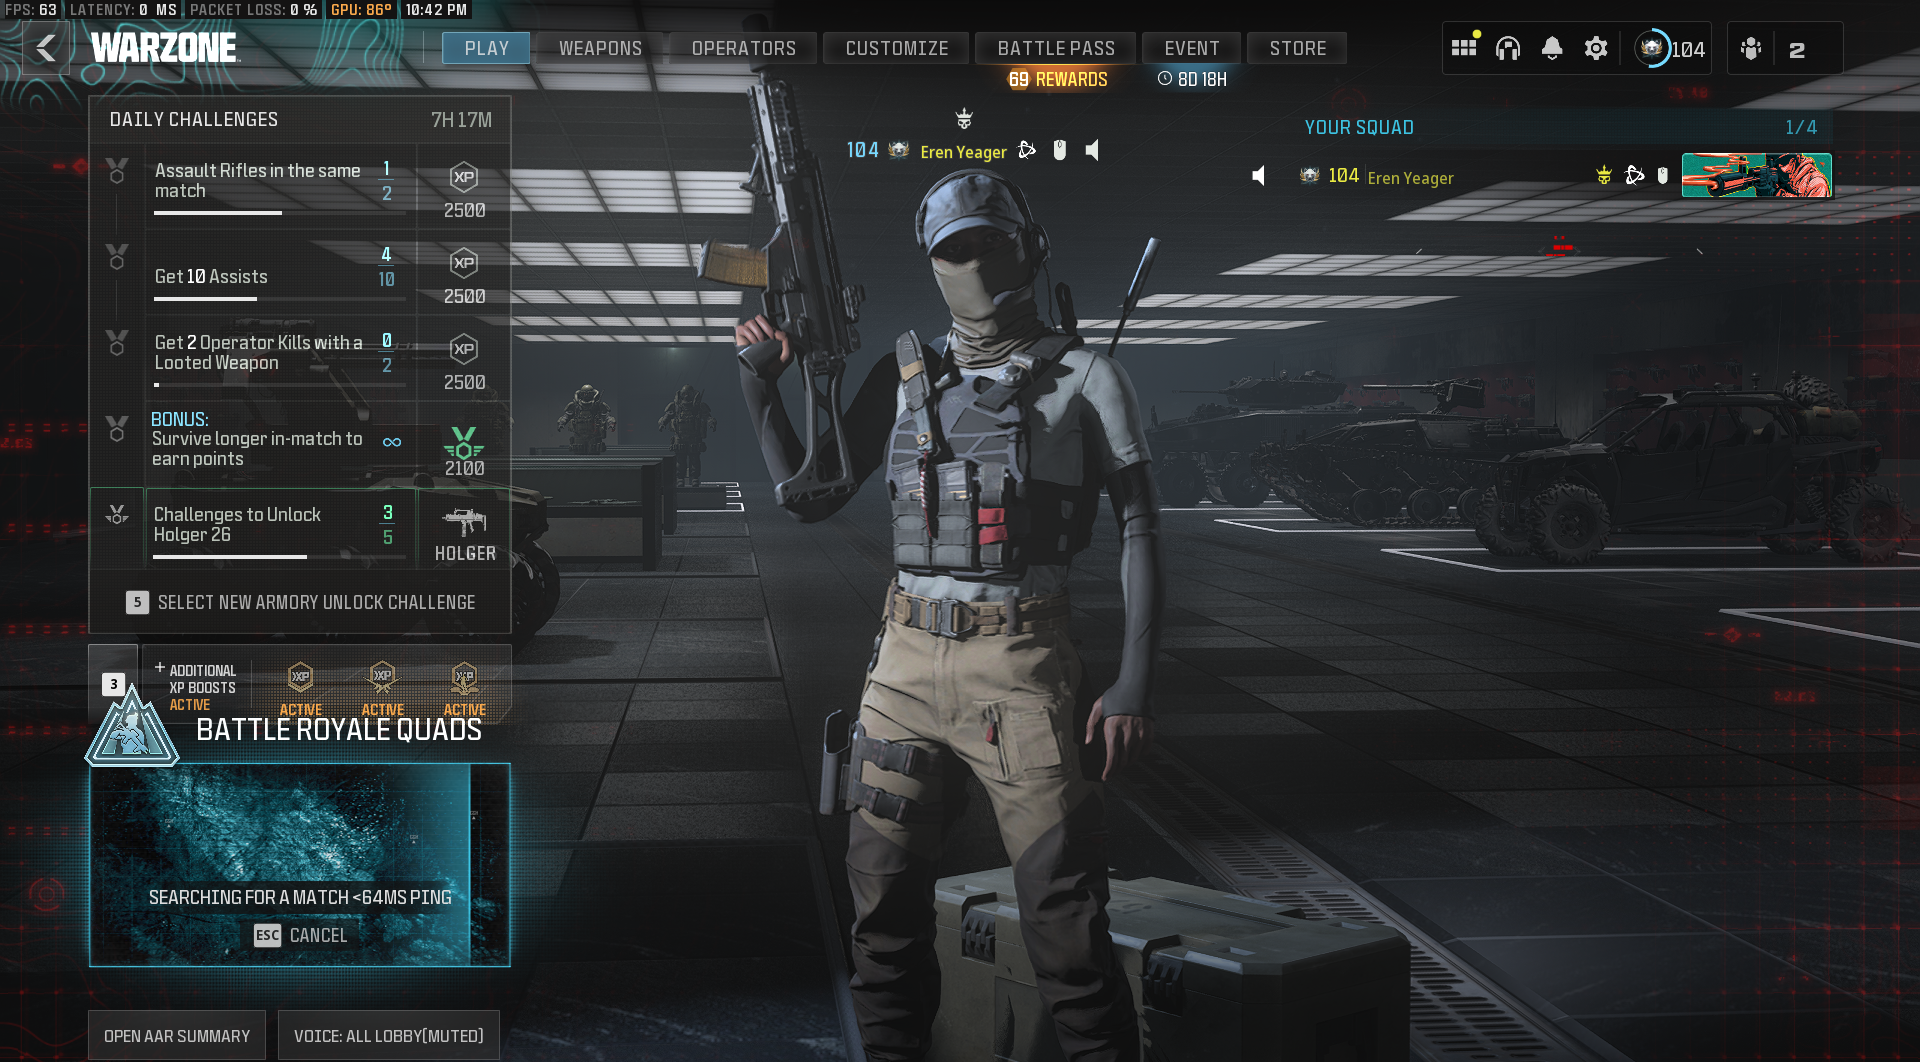 FPS: 63 LATENCY: 0 MS PACKET LOSS: 0 % GPU: 86° 10:42 PM
WARZONE
PLAY
WEAPONS
OPERATORS
CUSTOMIZE
BATTLE PASS
EVENT
STORE
104
2
69 REWARDS
8D 18H
DAILY CHALLENGES 7H 17M
Assault Rifles in the same
match
1
2
XP
2500
Get 10 Assists
4
10
XP
2500
Get 2 Operator Kills with a
Looted Weapon
0
2
XP
2500
BONUS:
Survive longer in-match to
earn points
∞
2100
Challenges to Unlock
Holger 26
3
5
HOLGER
5 SELECT NEW ARMORY UNLOCK CHALLENGE
3
+ ADDITIONAL
XP BOOSTS
ACTIVE
XP
ACTIVE
XP
ACTIVE
XP
ACTIVE
BATTLE ROYALE QUADS
SEARCHING FOR A MATCH <64MS PING
ESC CANCEL
OPEN AAR SUMMARY
VOICE: ALL LOBBY(MUTED)
104 Eren Yeager
YOUR SQUAD 1/4
104 Eren Yeager